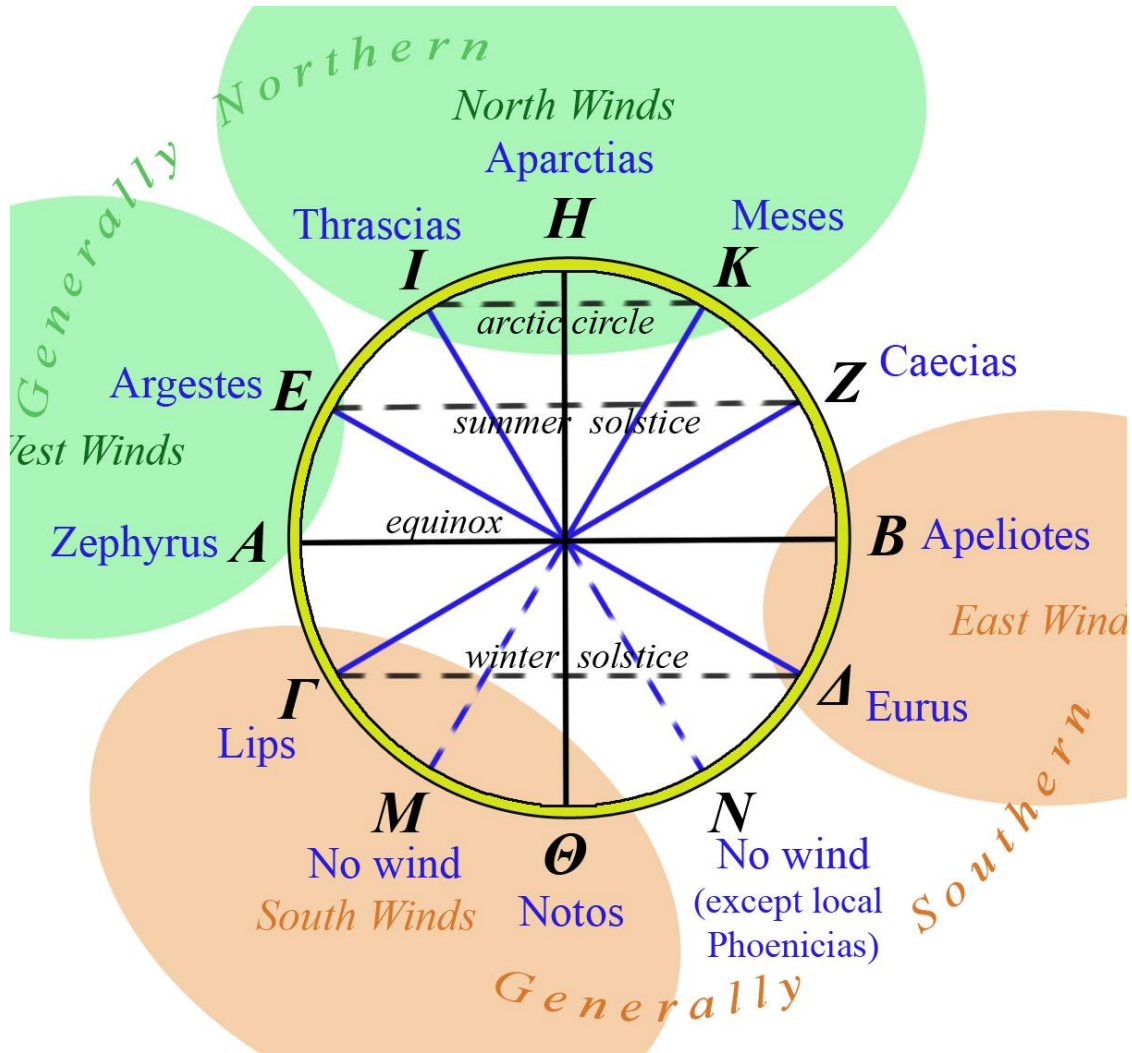 Generally Northern
North Winds
Aparctias
Thrascias
Meses
H
I
K
arctic circle
Argestes
E
Z
Caecias
summer solstice
West Winds
equinox
Zephyrus
A
B
Apeliotes
East Wind
winter solstice
Γ
Δ
Lips
Eurus
M
Θ
N
No wind
South Winds
Notos
No wind
(except local
Phoenicias)
Generally Southern